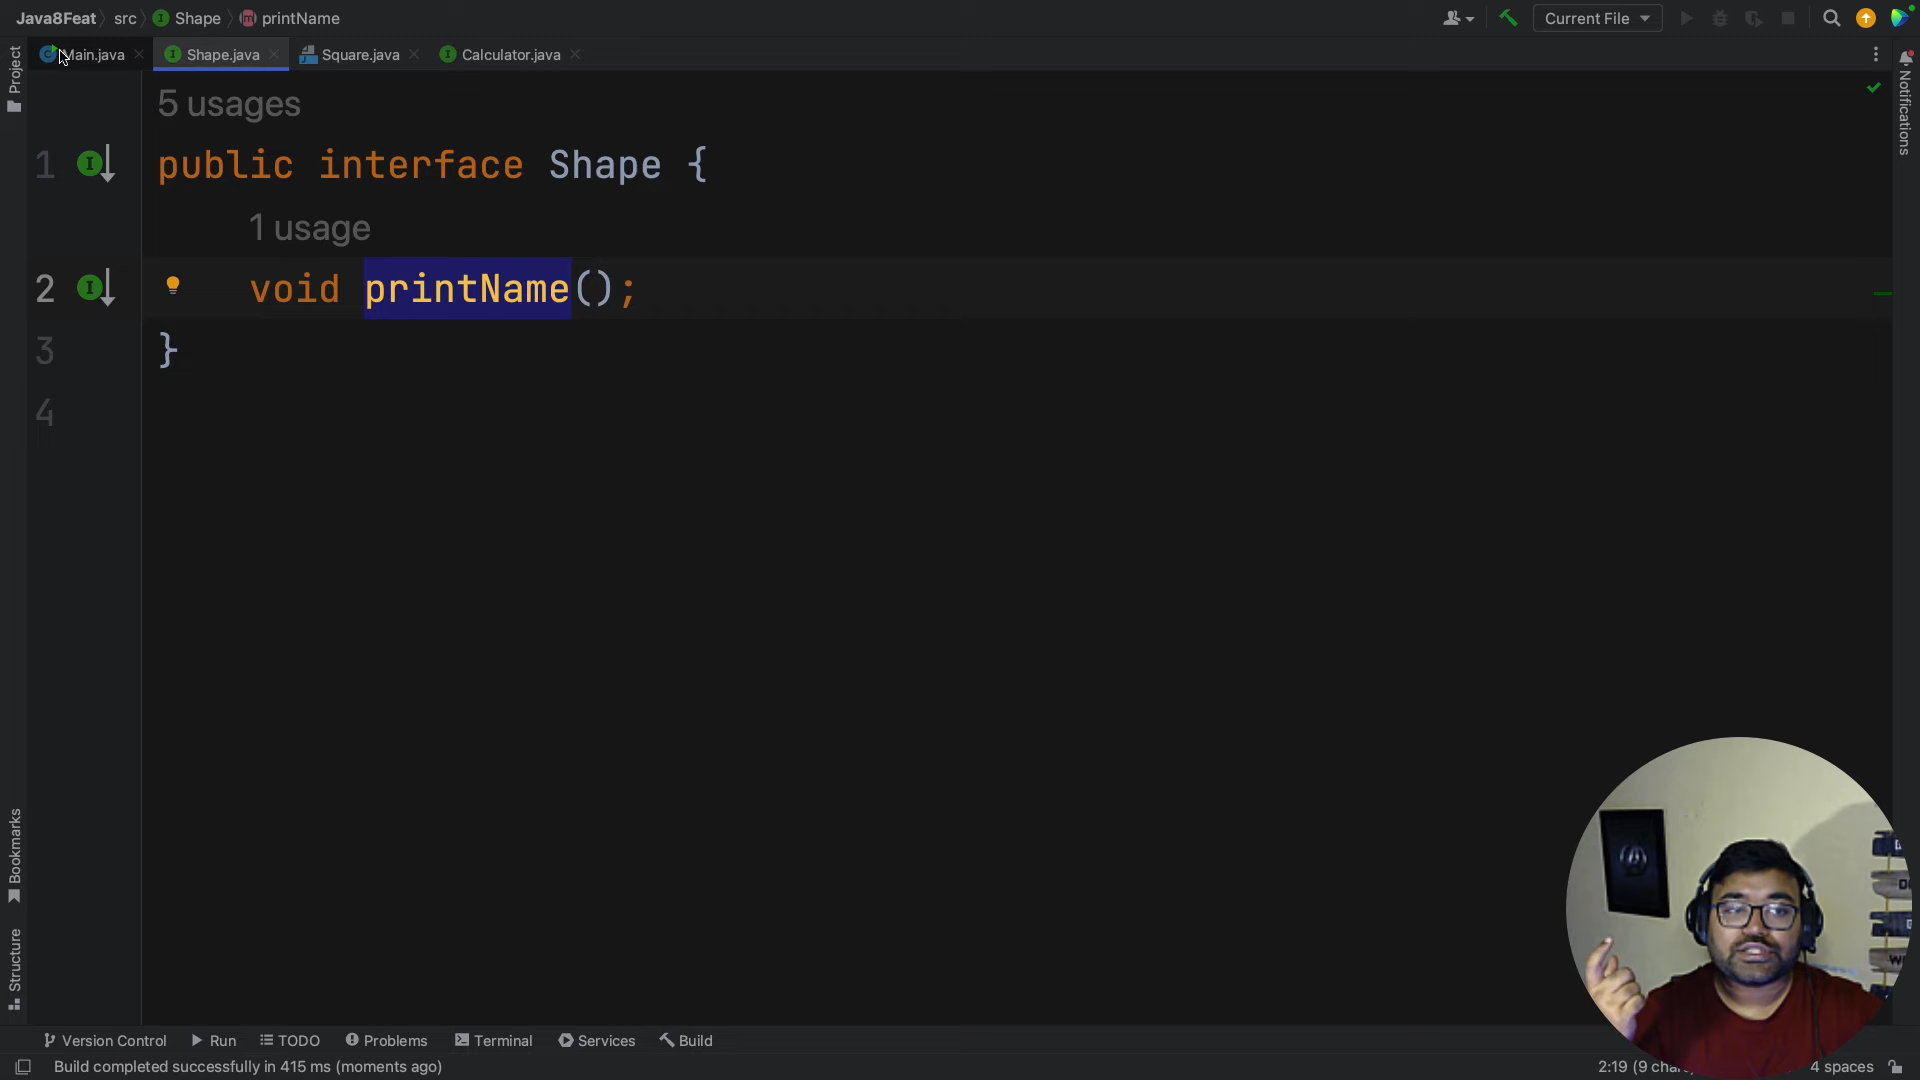 Java8Feat src Shape printName
Current File
Main.java Shape.java Square.java Calculator.java
Project
Notifications
5 usages
1 public interface Shape {
1 usage
2 void printName();
3 }
4
Bookmarks
Structure
Version Control Run TODO Problems Terminal Services Build
Build completed successfully in 415 ms (moments ago)
2:19 (9 4 spaces